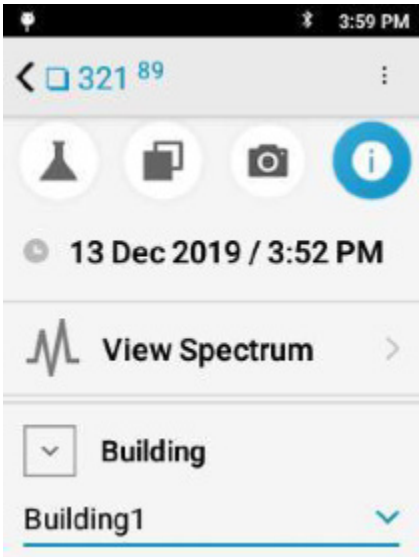 3:59 PM
321 89
13 Dec 2019 / 3:52 PM
View Spectrum
Building
Building1